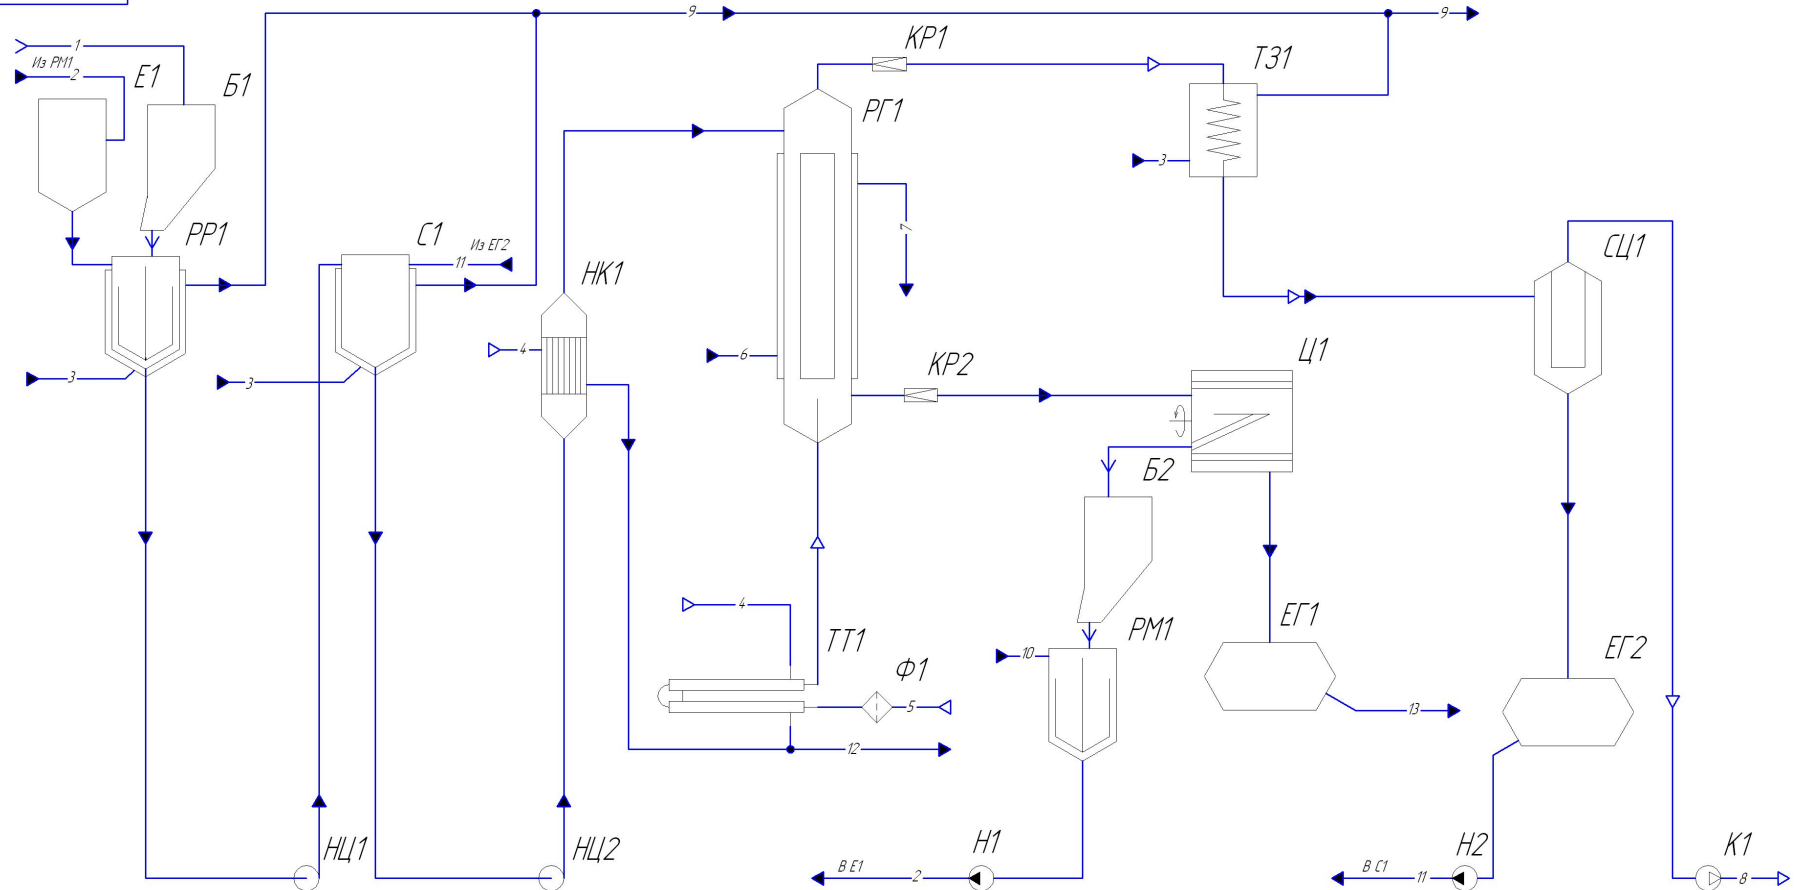 9
9
1
КР1
Из РМ1
2
Е1
Б1
ТЗ1
РГ1
3
РР1
С1
Из ЕГ2
11
7
СЦ1
НК1
4
6
КР2
Ц1
3
3
Б2
4
ТТ1
Ф1
5
РМ1
10
ЕГ1
ЕГ2
13
12
НЦ1
НЦ2
Н1
В Е1
2
Н2
В С1
11
К1
8